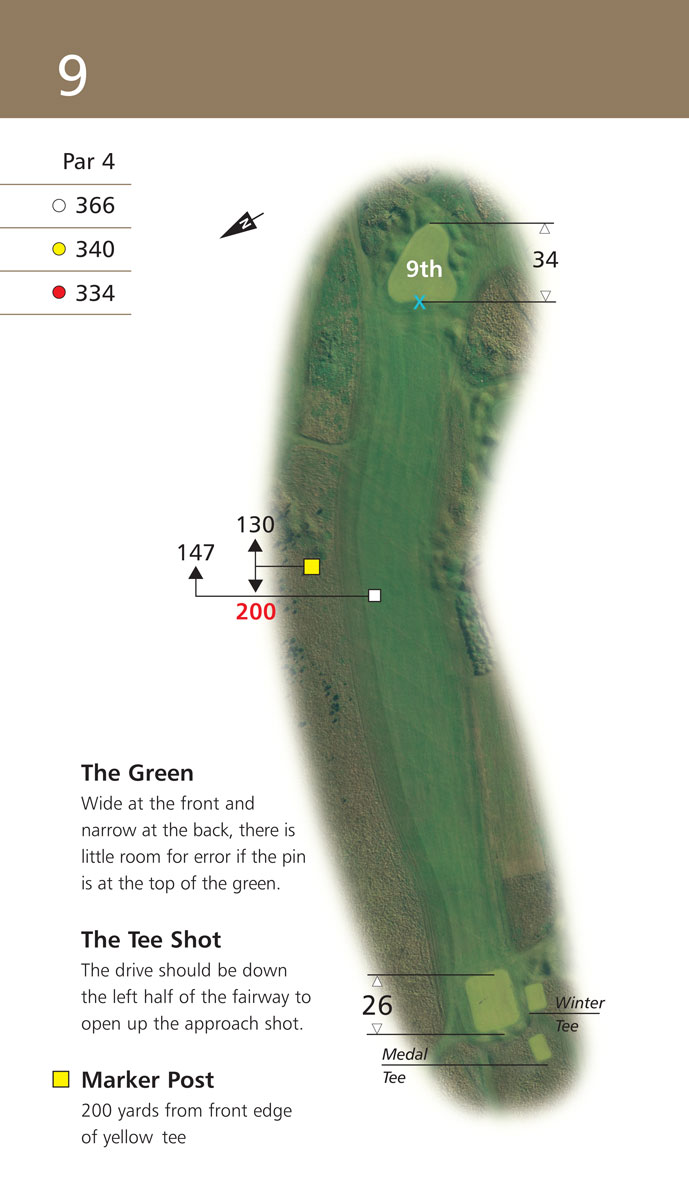 9
Par 4
366
340
334
N
9th
X
34
130
147
200
The Green
Wide at the front and
narrow at the back, there is
little room for error if the pin
is at the top of the green.
The Tee Shot
The drive should be down
the left half of the fairway to
open up the approach shot.
26
Winter
Tee
Medal
Tee
Marker Post
200 yards from front edge
of yellow tee